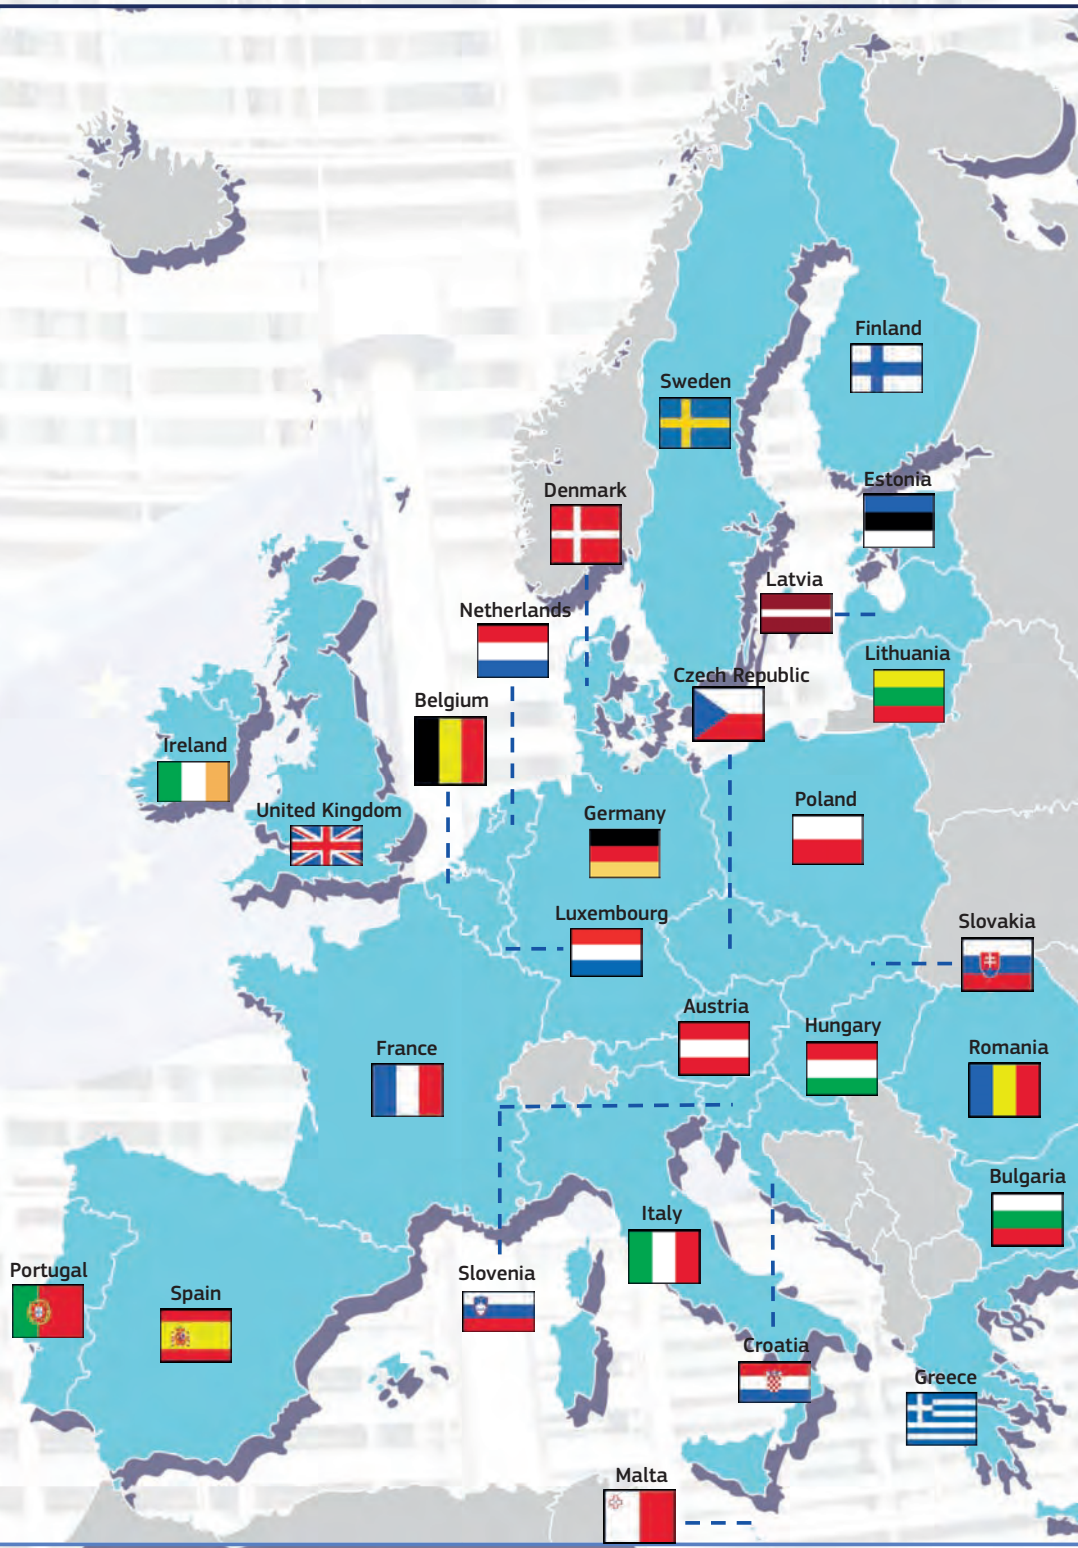 Finland
Sweden
Estonia
Denmark
Latvia
Netherlands
Lithuania
Czech Republic
Belgium
Ireland
Poland
United Kingdom
Germany
Luxembourg
Slovakia
Austria
Hungary
France
Romania
Bulgaria
Italy
Portugal
Slovenia
Spain
Croatia
Greece
Malta